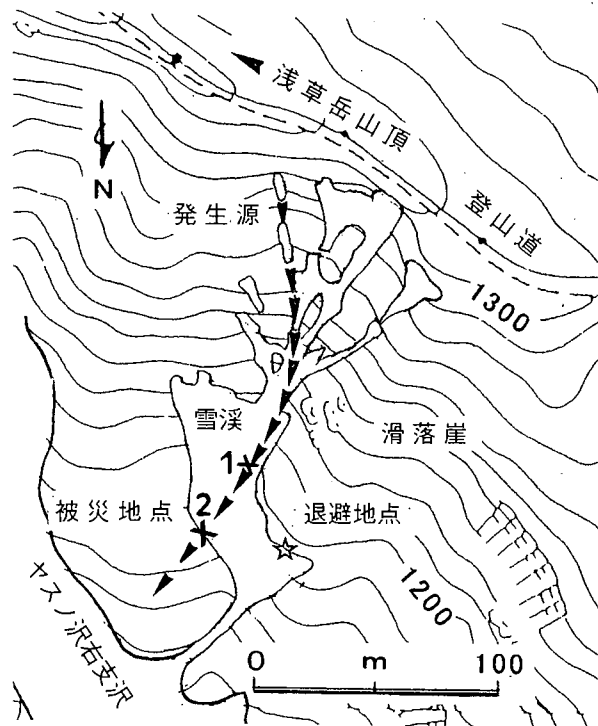 浅草岳山頂
登山道
N
発生源
1300
雪渓
滑落崖
1
被災地点
2
退避地点
1200
ヤスノ沢右支沢
0 m 100